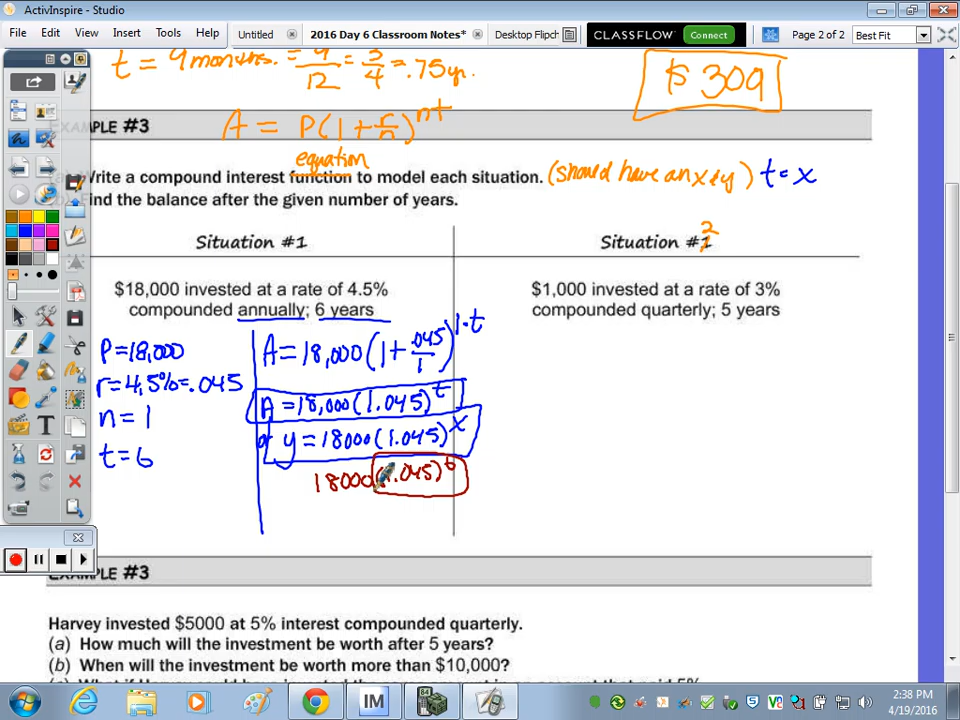 ActivInspire - Studio
File Edit View Insert Tools Help Untitled 2016 Day 6 Classroom Notes* Desktop Flipch CLASSFLOW Connect Page 2 of 2 Best Fit
t = 9 months. = 9/12 = 3/4 = .75 yr.
$309
EXAMPLE #3
A = P(1 + r/n)^nt
equation
Write a compound interest function to model each situation. (should have an x & y) t = x
Find the balance after the given number of years.
Situation #1
Situation #1 2
$18,000 invested at a rate of 4.5%
compounded annually; 6 years
$1,000 invested at a rate of 3%
compounded quarterly; 5 years
P = 18,000
r = 4.5% = .045
n = 1
t = 6
A = 18,000 (1 + .045/1)^1·t
A = 18,000 (1.045)^t
or y = 18000 (1.045)^x
18000 (1.045)^6
EXAMPLE #3
Harvey invested $5000 at 5% interest compounded quarterly.
(a) How much will the investment be worth after 5 years?
(b) When will the investment be worth more than $10,000?
2:38 PM
4/19/2016